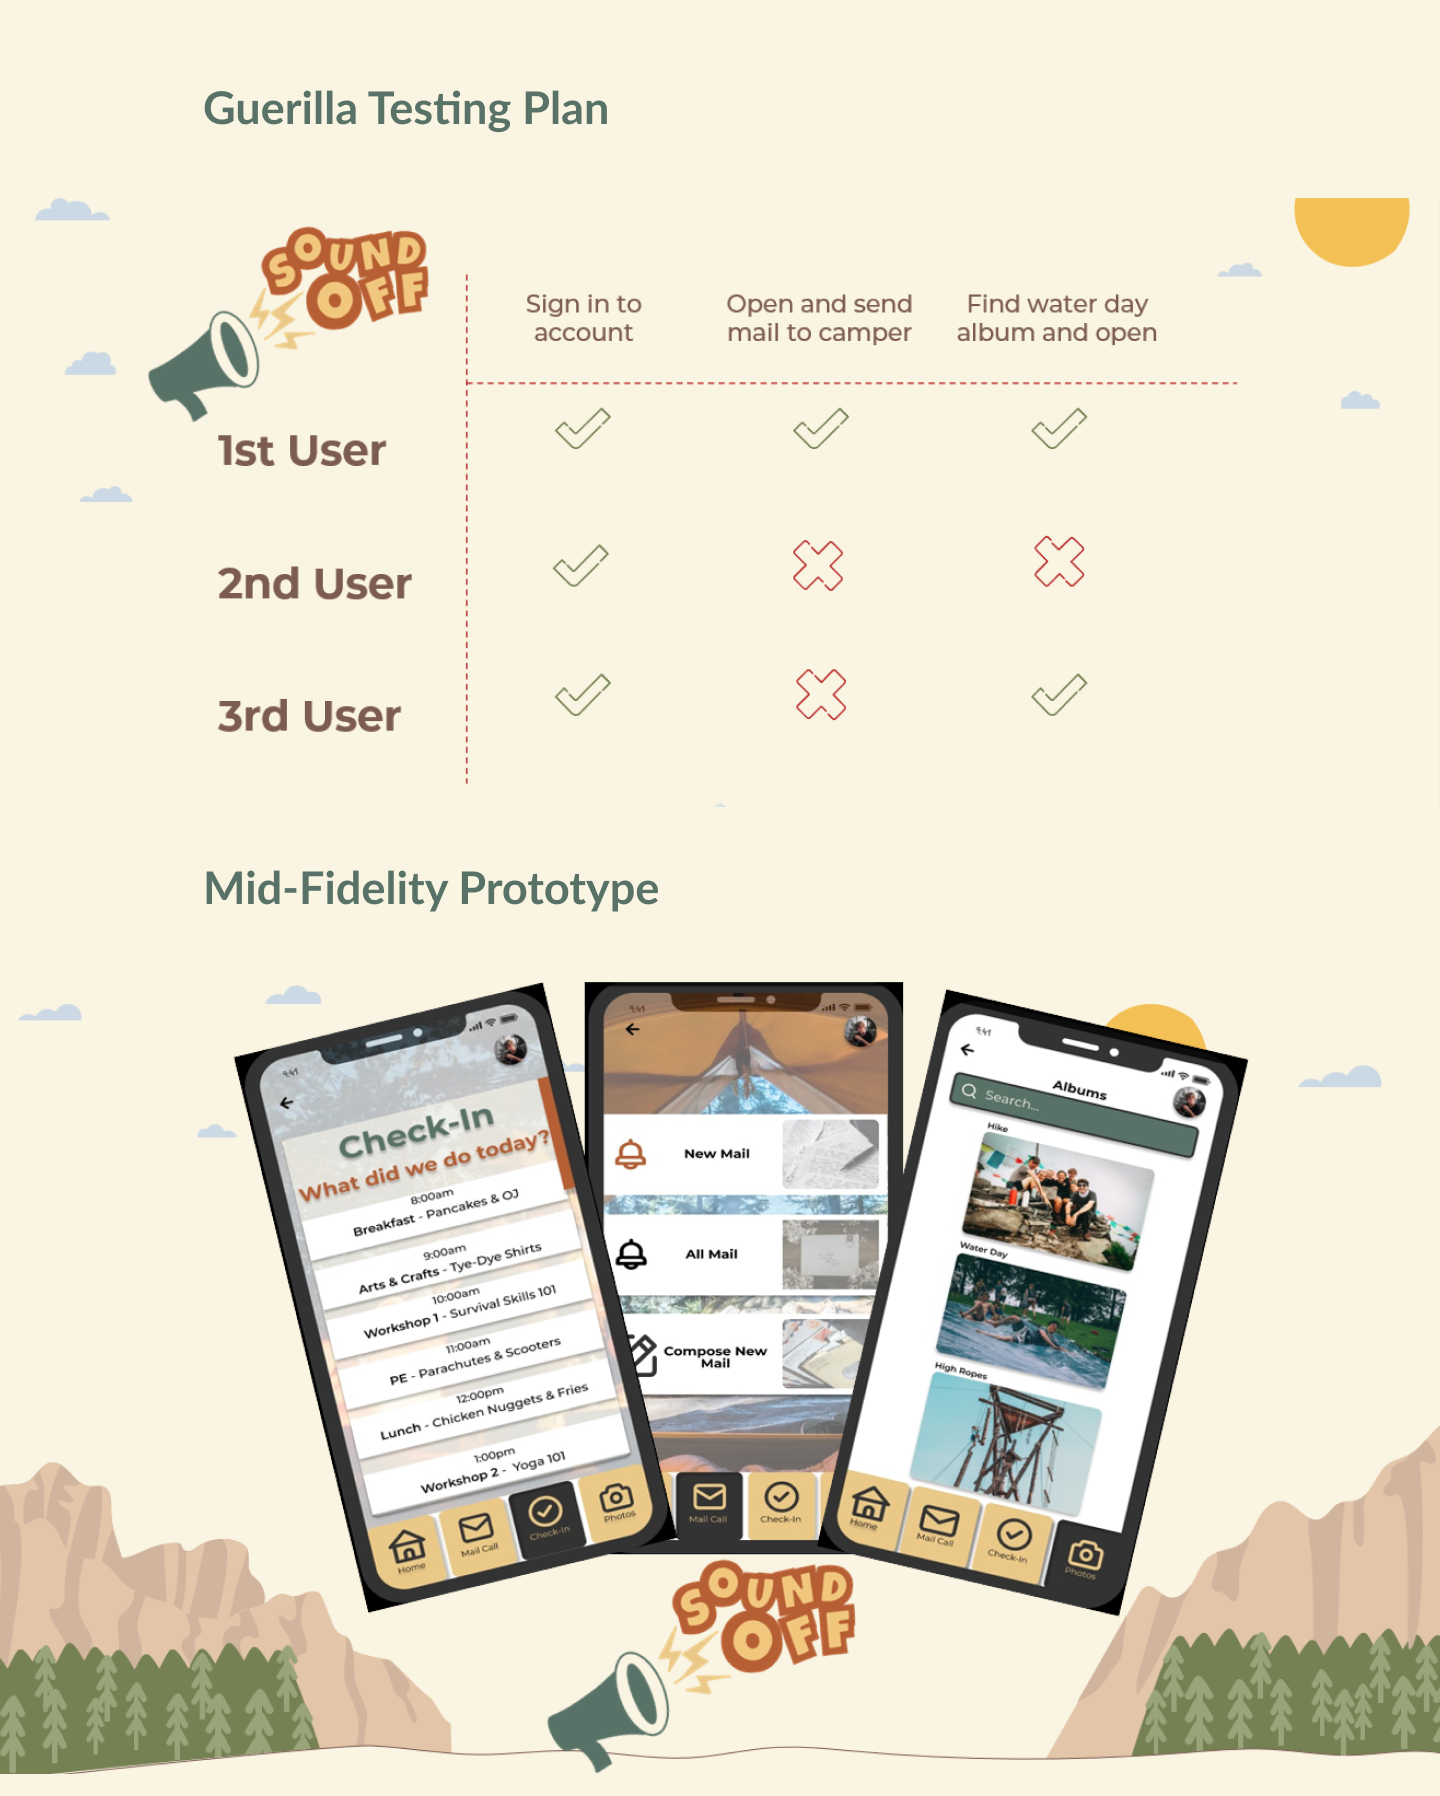 Guerilla Testing Plan
SOUND
OFF
Sign in to
account
Open and send
mail to camper
Find water day
album and open
1st User
2nd User
3rd User
Mid-Fidelity Prototype
9:41
Check-In
What did we do today?
8:00am
Breakfast - Pancakes & OJ
9:00am
Arts & Crafts - Tye-Dye Shirts
10:00am
Workshop 1 - Survival Skills 101
11:00am
PE - Parachutes & Scooters
12:00pm
Lunch - Chicken Nuggets & Fries
1:00pm
Workshop 2 - Yoga 101
Home
Mail Call
Check-In
Photos
9:41
New Mail
All Mail
Compose New
Mail
Mail Call
Check-In
9:41
Albums
Search...
Hike
Water Day
High Ropes
Home
Mail Call
Check-In
Photos
SOUND
OFF